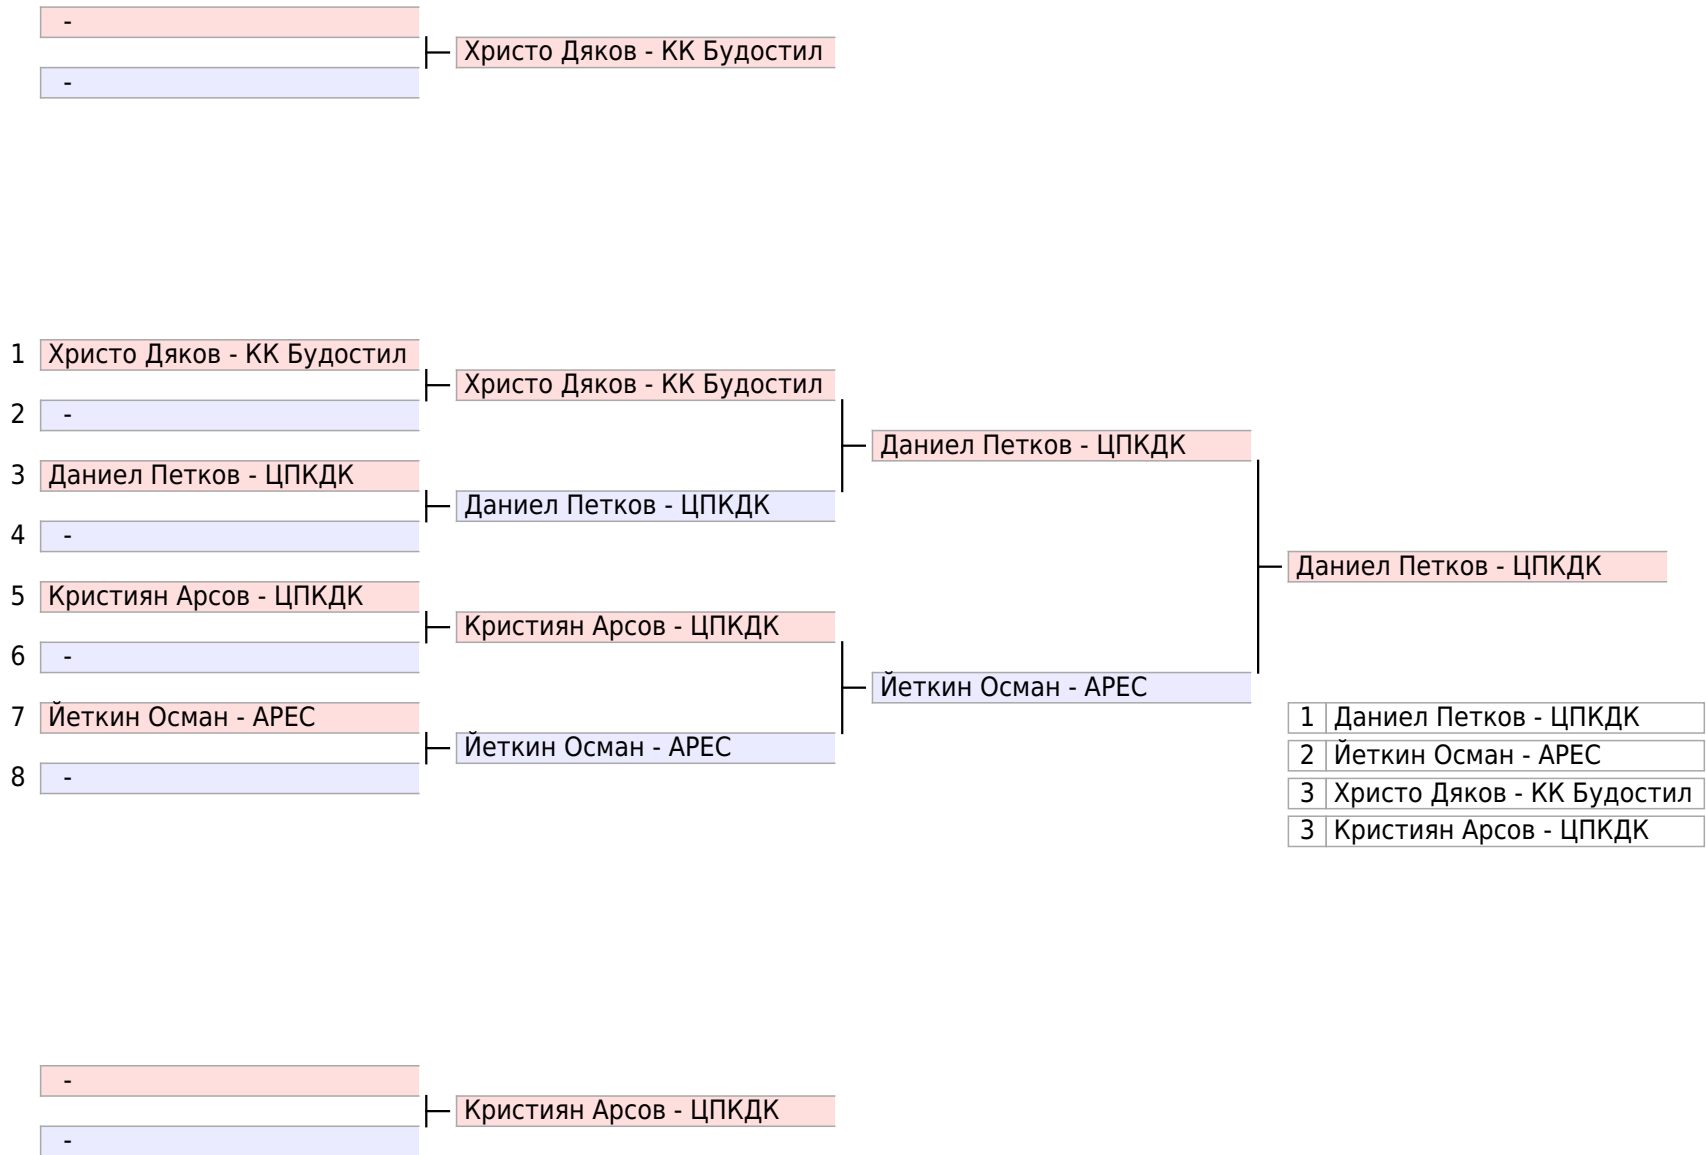 -
Христо Дяков - КК Будостил
-
1 Христо Дяков - КК Будостил
Христо Дяков - КК Будостил
2 -
Даниел Петков - ЦПКДК
3 Даниел Петков - ЦПКДК
Даниел Петков - ЦПКДК
4 -
Даниел Петков - ЦПКДК
5 Кристиян Арсов - ЦПКДК
Кристиян Арсов - ЦПКДК
6 -
Йеткин Осман - АРЕС
7 Йеткин Осман - АРЕС
Йеткин Осман - АРЕС
8 -
1 Даниел Петков - ЦПКДК
2 Йеткин Осман - АРЕС
3 Христо Дяков - КК Будостил
3 Кристиян Арсов - ЦПКДК
-
Кристиян Арсов - ЦПКДК
-